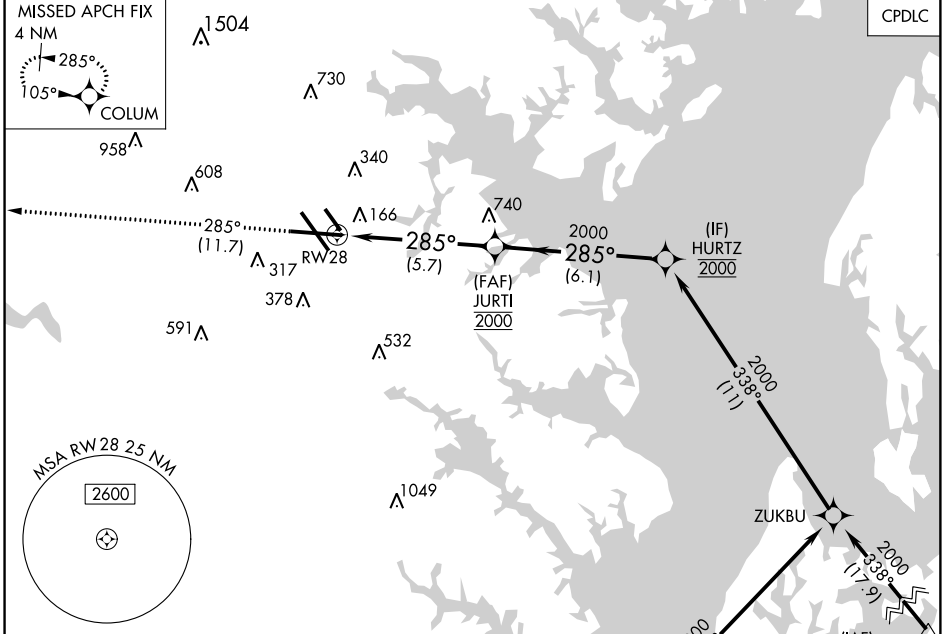 MISSED APCH FIX
4 NM
285°
105°
COLUM
CPDLC
1504
730
958
608
340
166
740
285°
(11.7)
RW28
317
378
591
532
285°
(5.7)
(FAF)
JURTI
2000
2000
285°
(6.1)
(IF)
HURTZ
2000
2000
338°
(11)
MSA RW 28 25 NM
2600
1049
ZUKBU
2000
338°
(17.9)